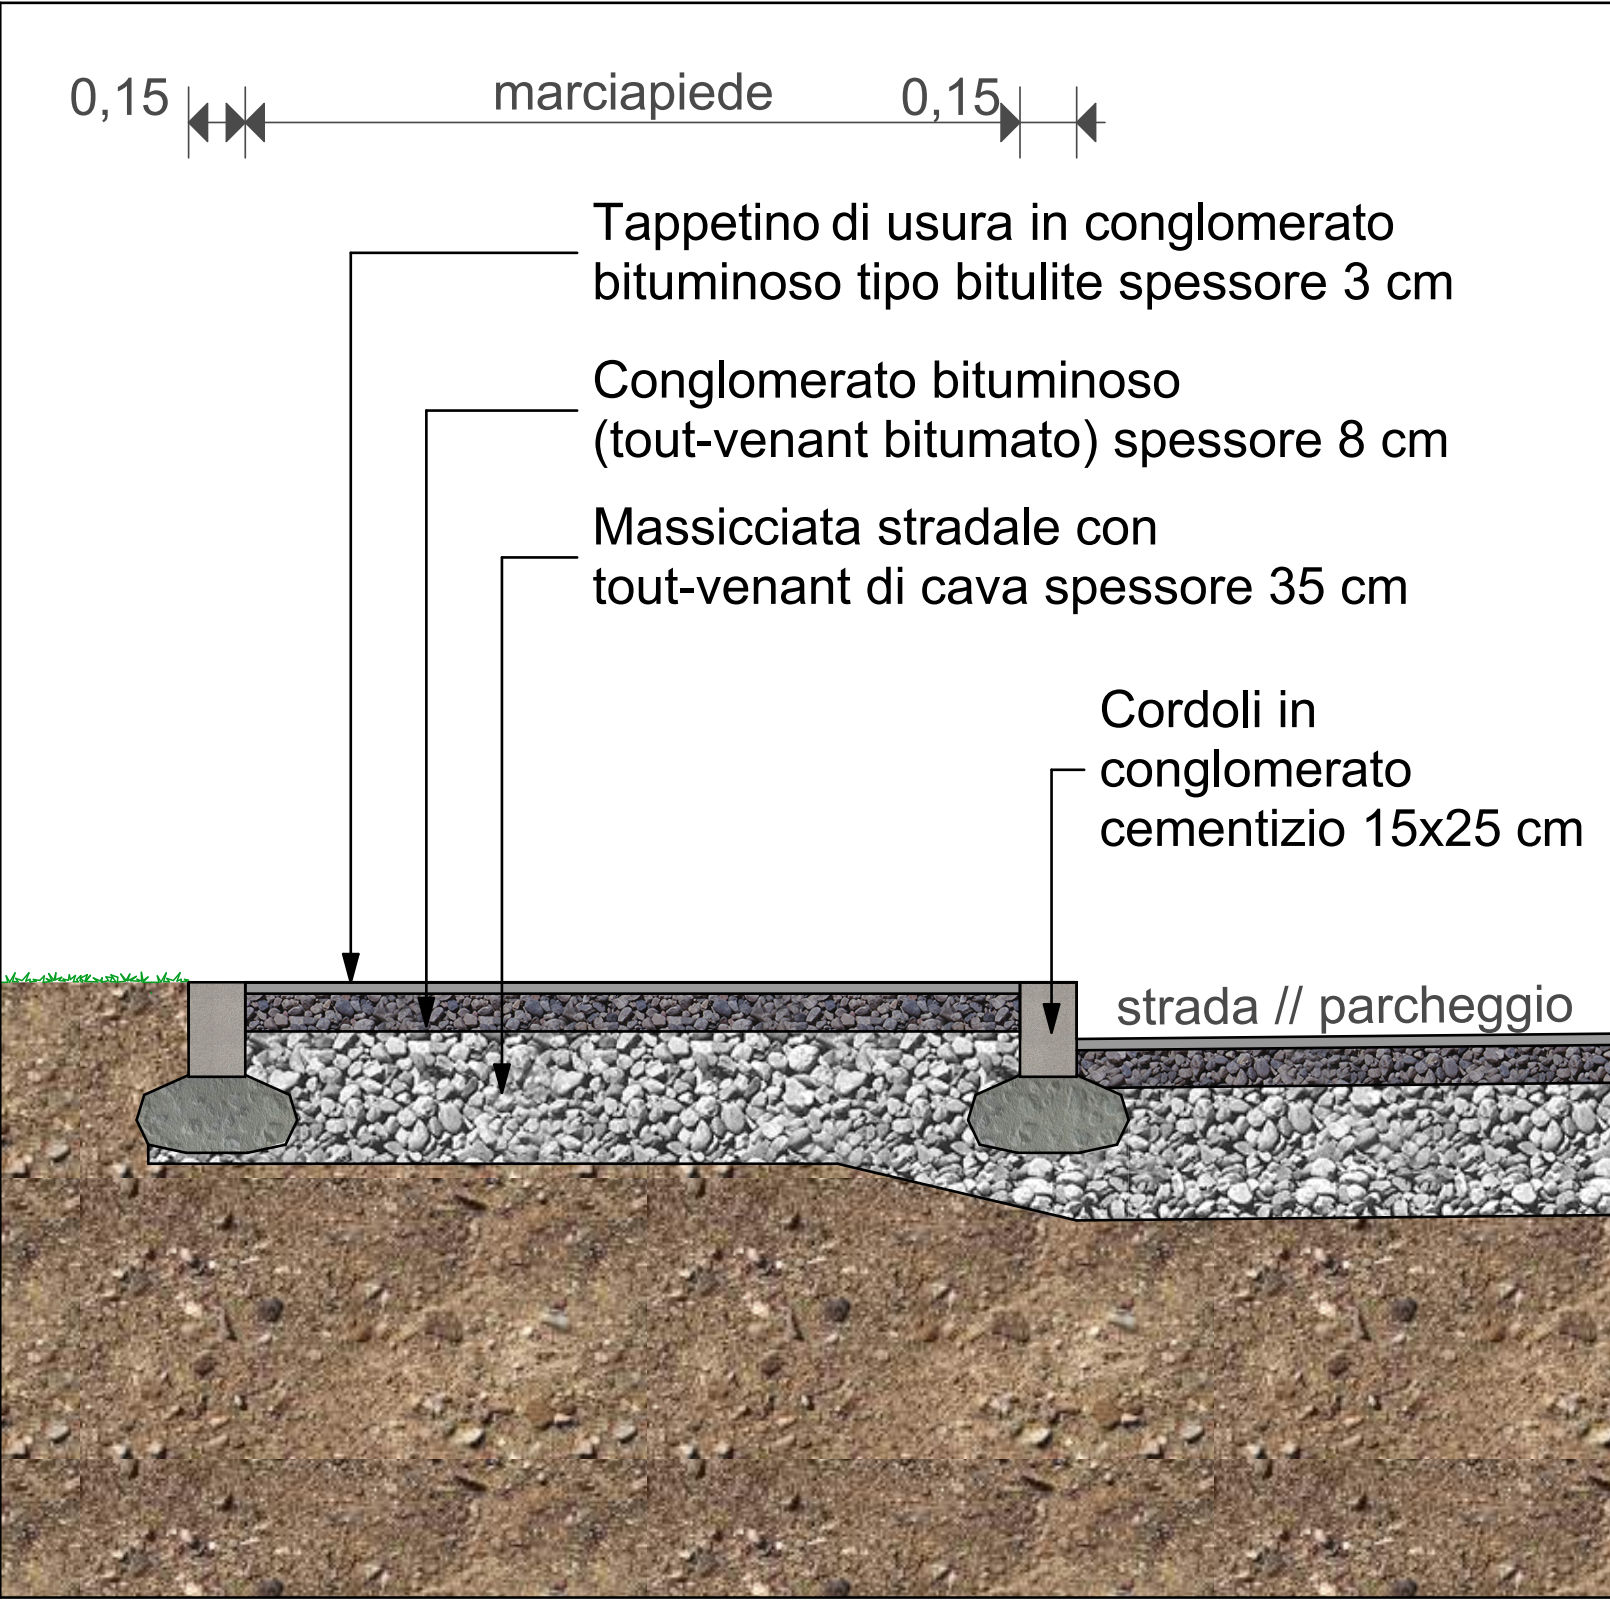 0,15
marciapiede
0,15
Tappetino di usura in conglomerato
bituminoso tipo bitulite spessore 3 cm
Conglomerato bituminoso
(tout-venant bitumato) spessore 8 cm
Massicciata stradale con
tout-venant di cava spessore 35 cm
Cordoli in
conglomerato
cementizio 15x25 cm
strada // parcheggio